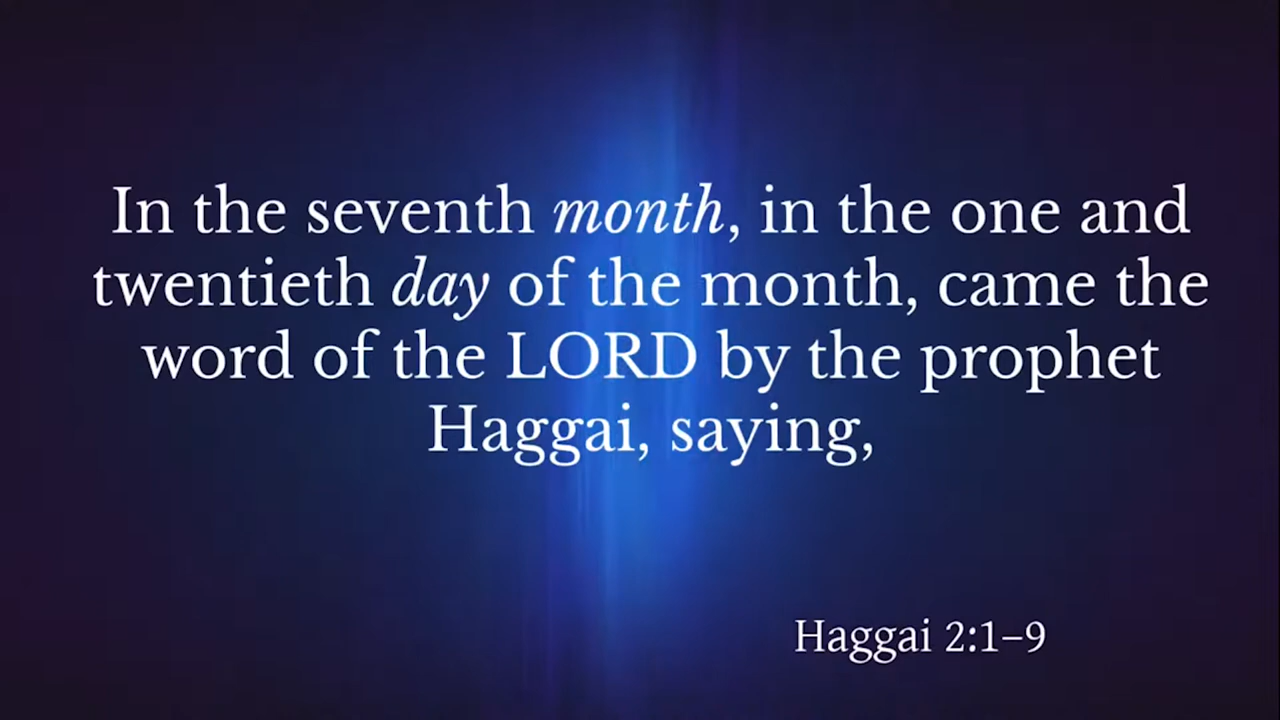 In the seventh month, in the one and
twentieth day of the month, came the
word of the LORD by the prophet
Haggai, saying,
Haggai 2:1–9